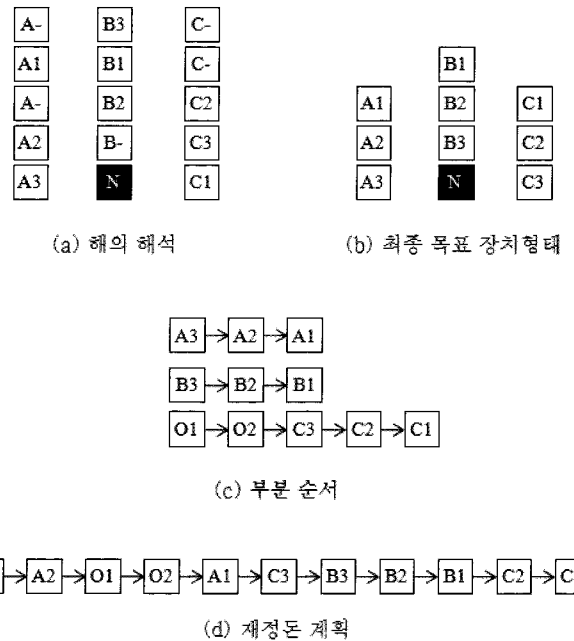 A- B3 C-
A1 B1 C-
A- B2 C2
A2 B- C3
A3 N C1
B1
A1 B2 C1
A2 B3 C2
A3 N C3
(a) 해의 해석
(b) 최종 목표 장치형태
A3 → A2 → A1
B3 → B2 → B1
O1 → O2 → C3 → C2 → C1
(c) 부분 순서
→ A2 → O1 → O2 → A1 → C3 → B3 → B2 → B1 → C2 → C
(d) 재정돈 계획